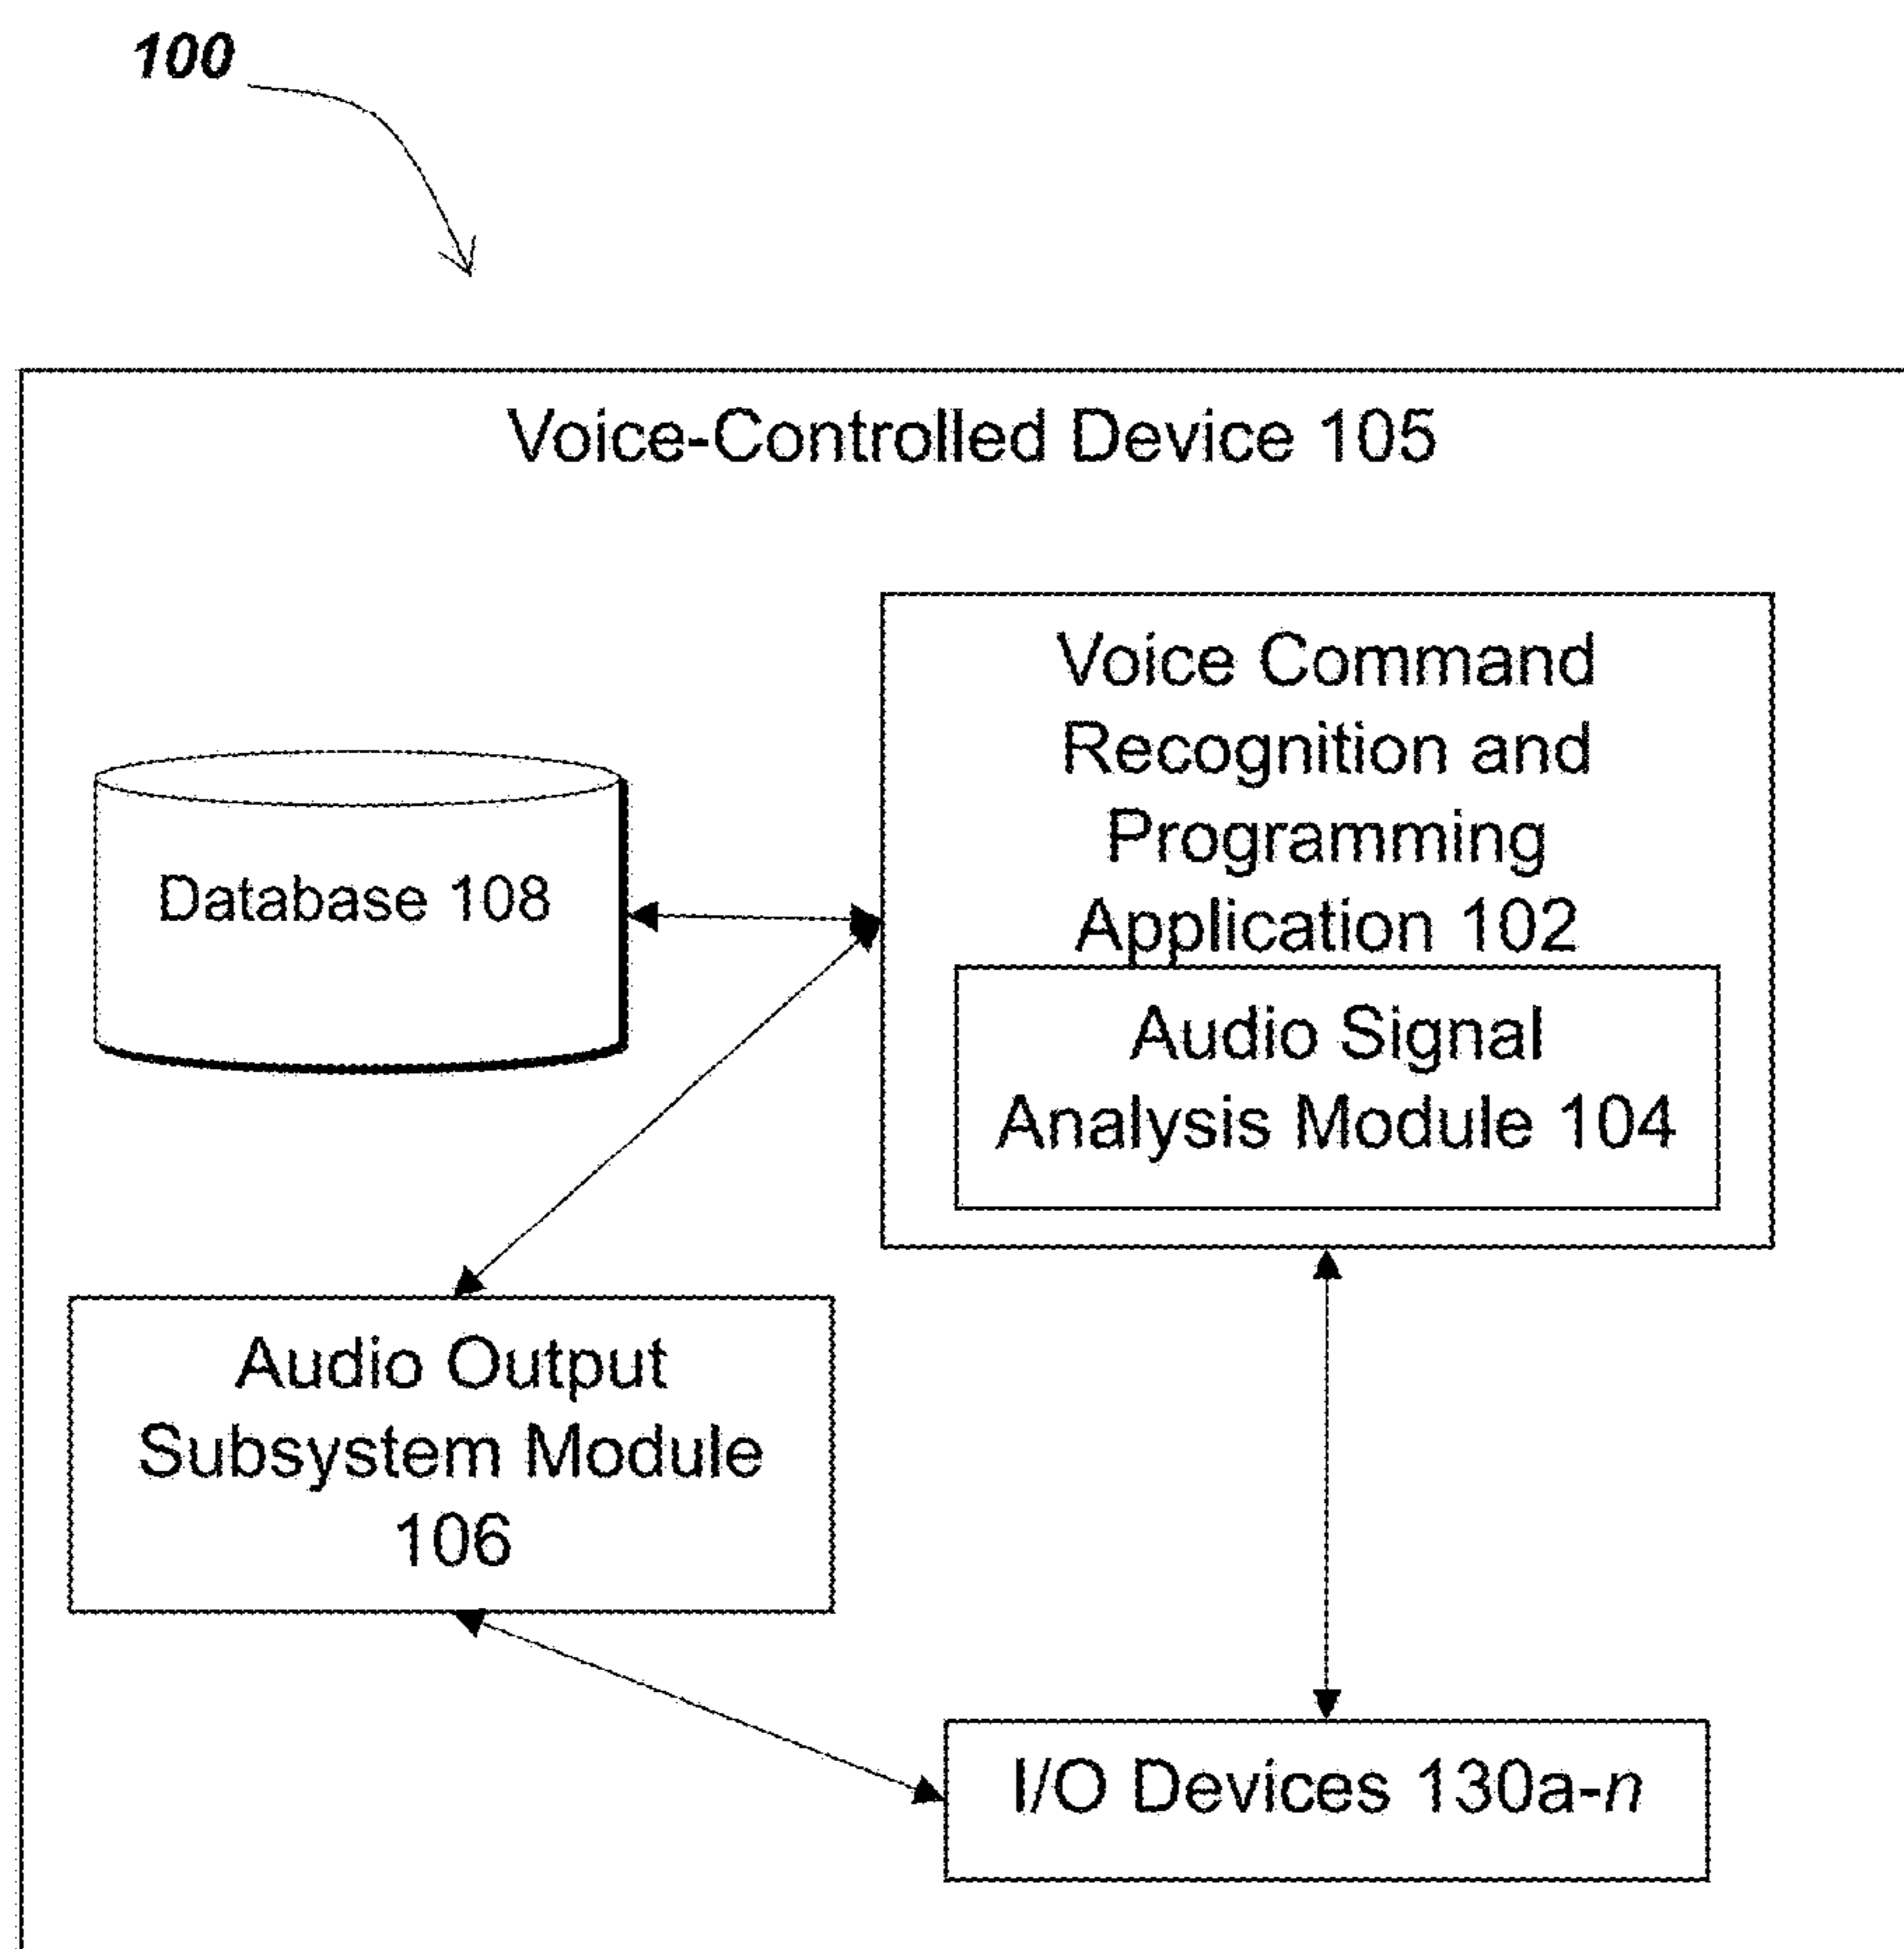 100
Voice-Controlled Device 105
Voice Command
Recognition and
Programming
Application 102
Database 108
Audio Signal
Analysis Module 104
Audio Output
Subsystem Module
106
I/O Devices 130a-n